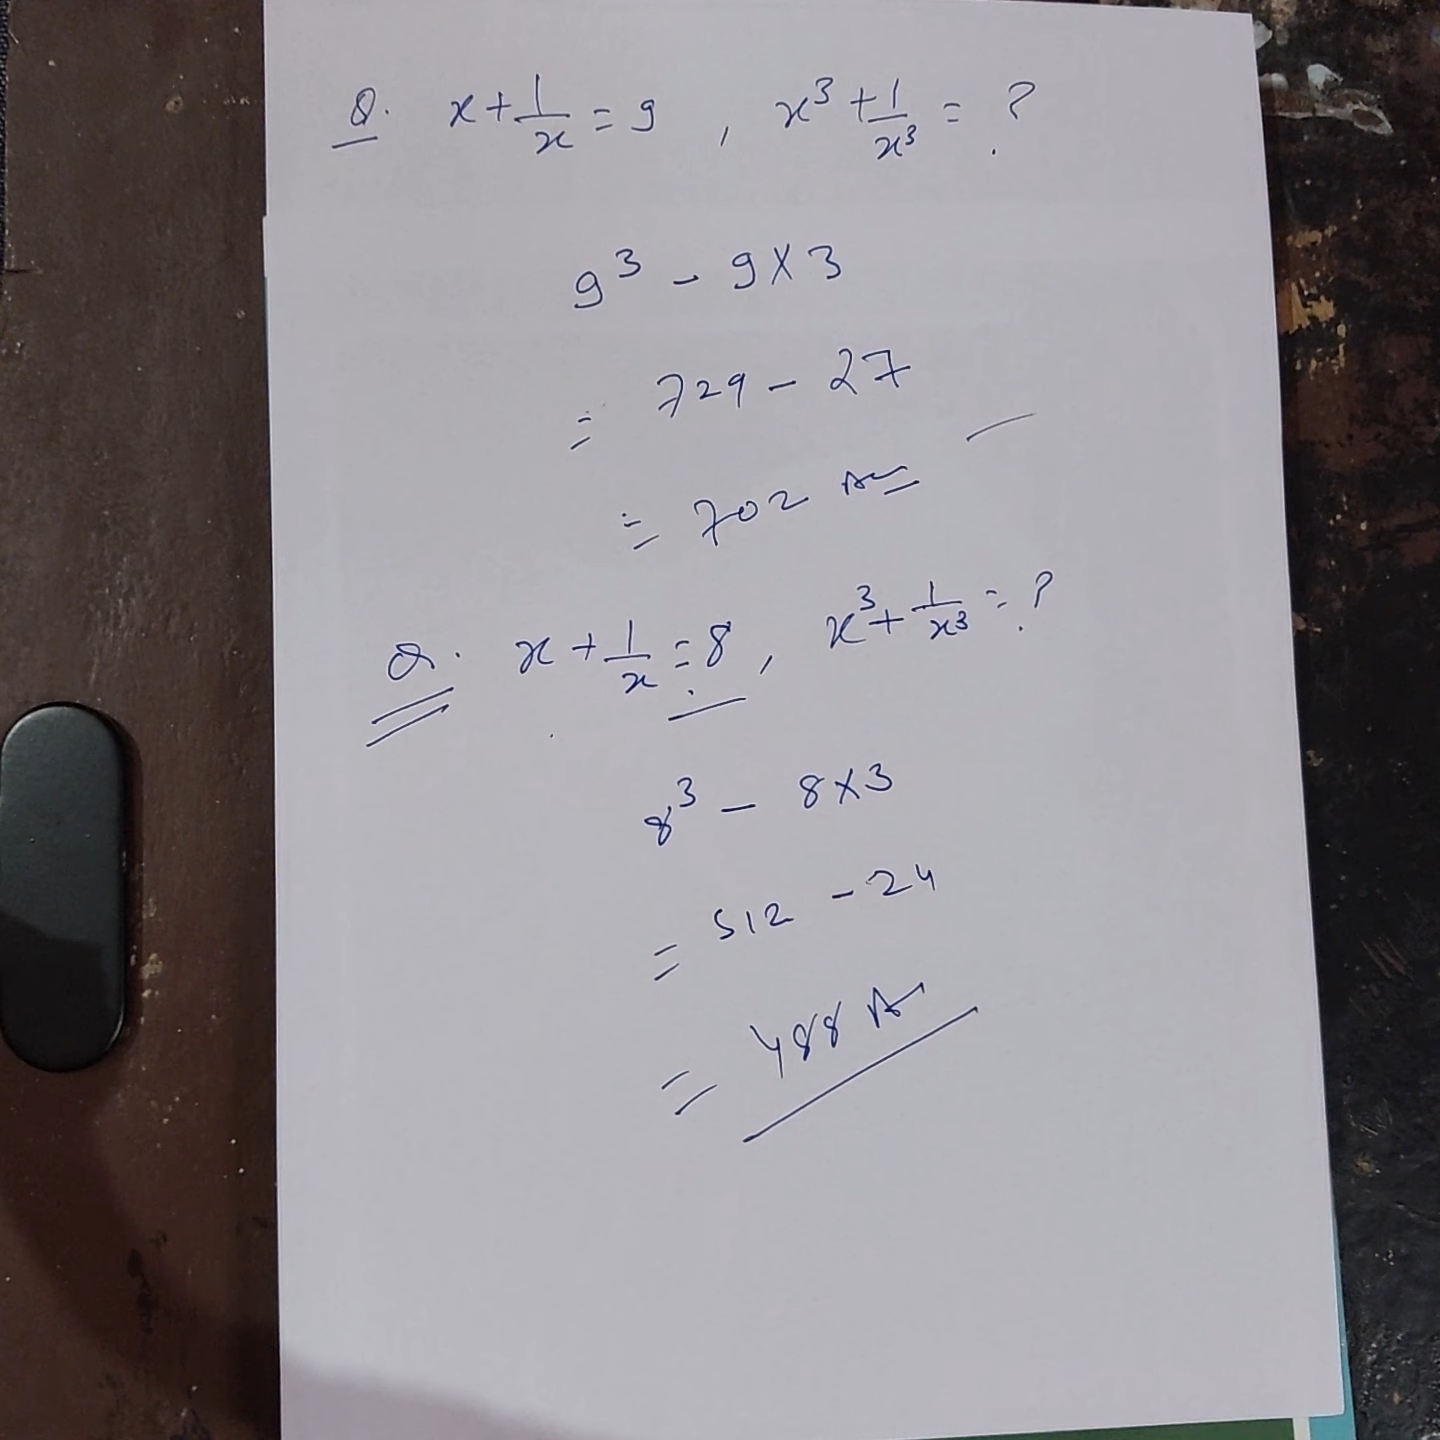 Q. x + 1/x = 9 , x³ + 1/x³ = ?
9³ - 9 X 3
= 729 - 27
= 702 Ans
Q. x + 1/x = 8 , x³ + 1/x³ = ?
8³ - 8 X 3
= 512 - 24
= 488 A